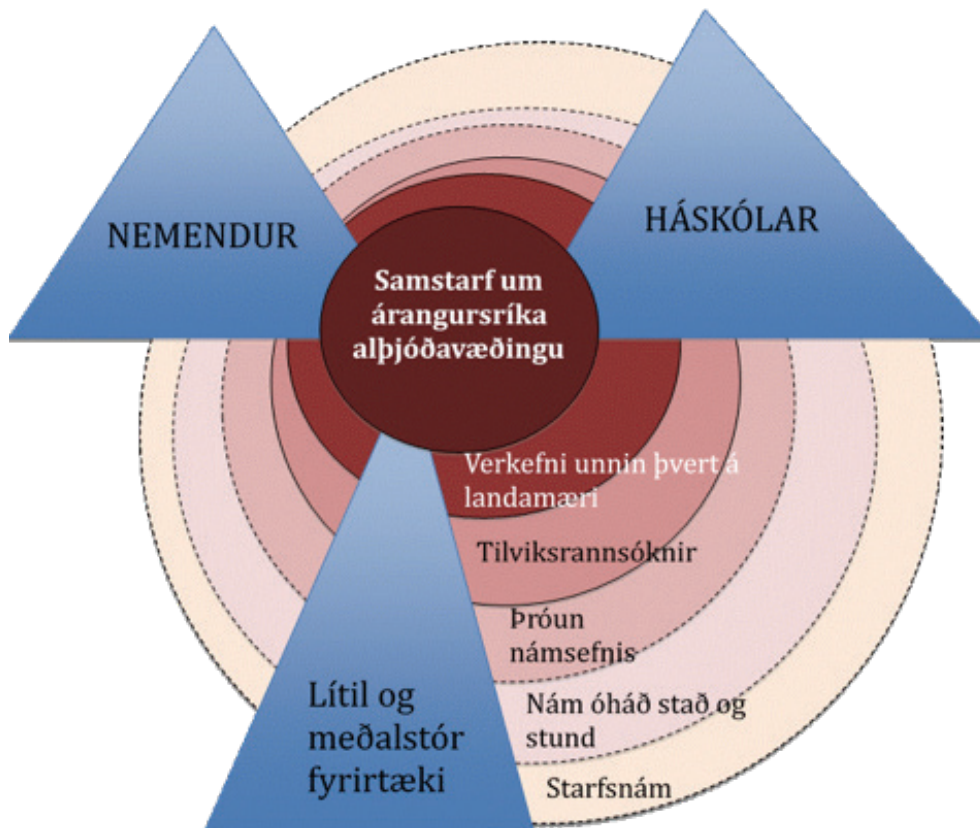 NEMENDUR
HÁSKÓLAR
Samstarf um
árangursríka
alþjóðavæðingu
Verkefni unnin þvert á
landamæri
Tilviksrannsóknir
Þróun
námsefnis
Nám óháð stað og
stund
Starfsnám
Lítil og
meðalstór
fyrirtæki